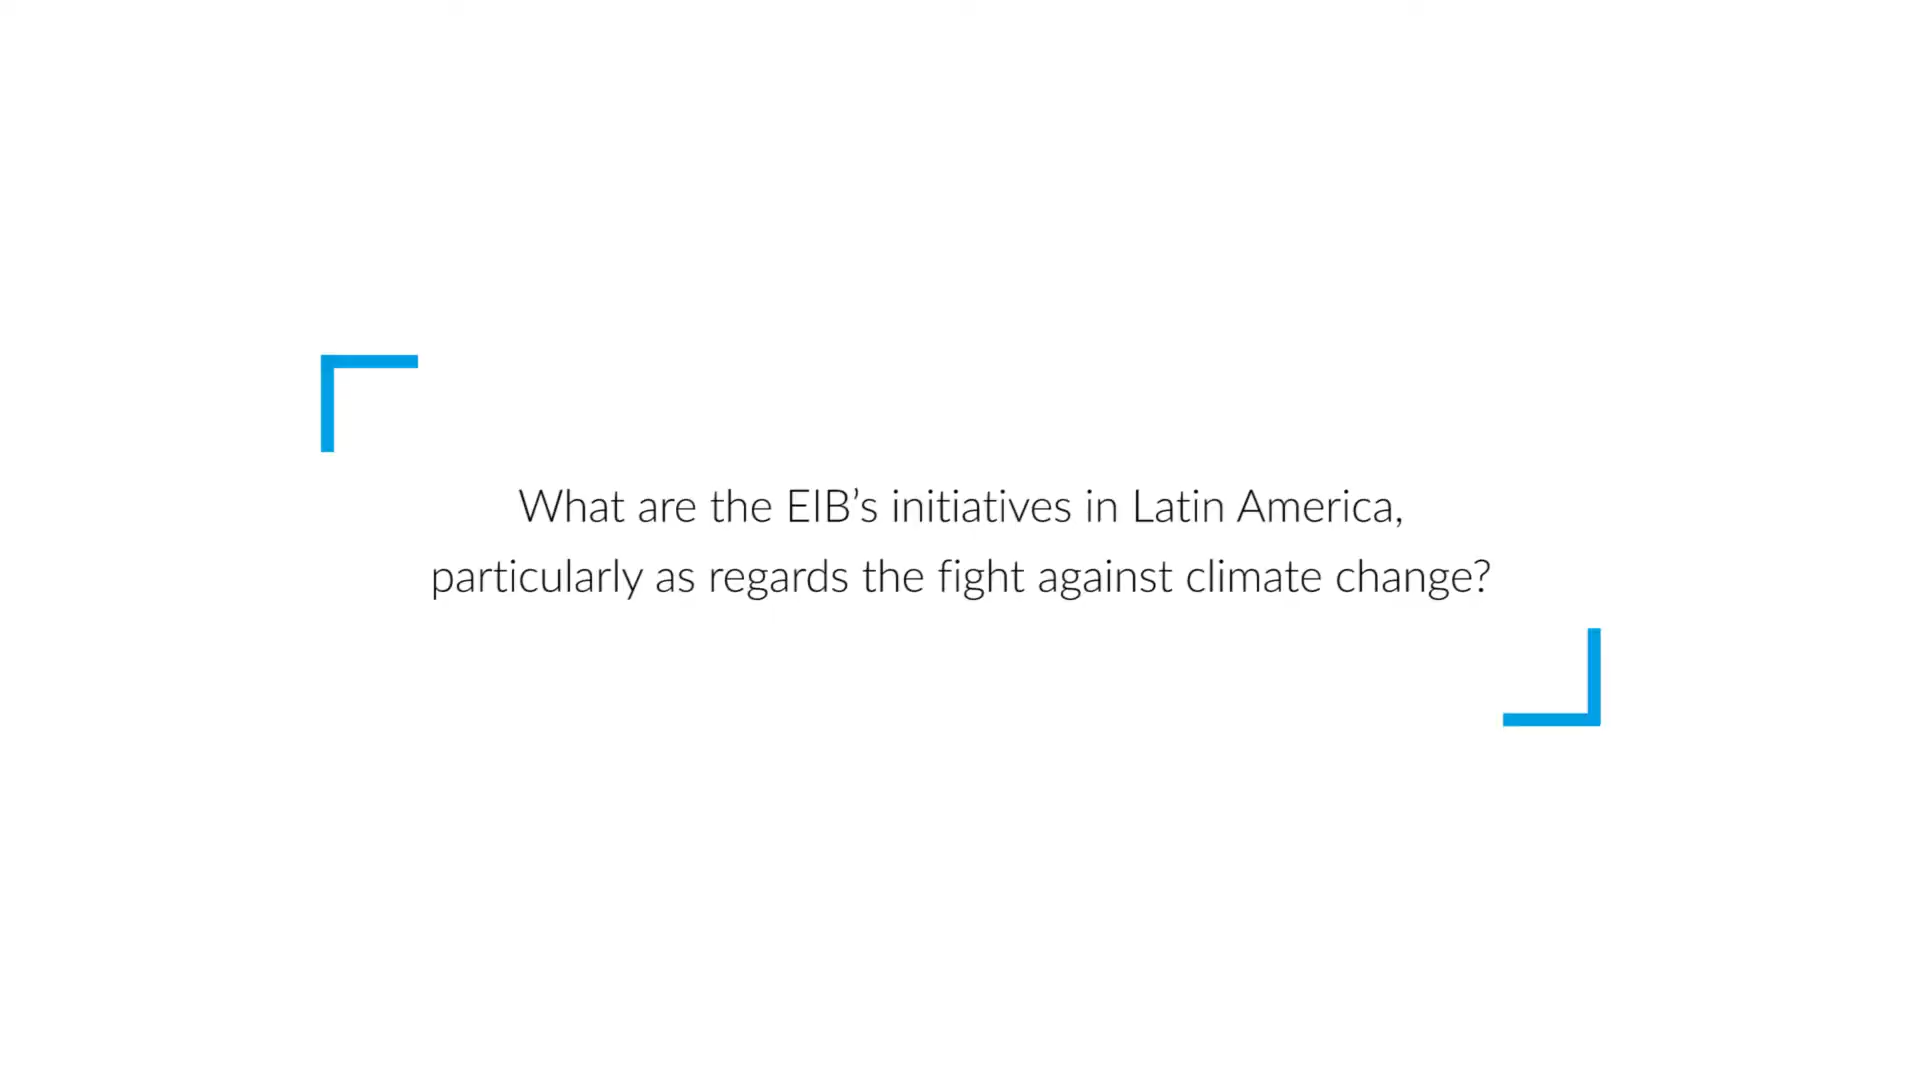 What are the EIB’s initiatives in Latin America,
particularly as regards the fight against climate change?